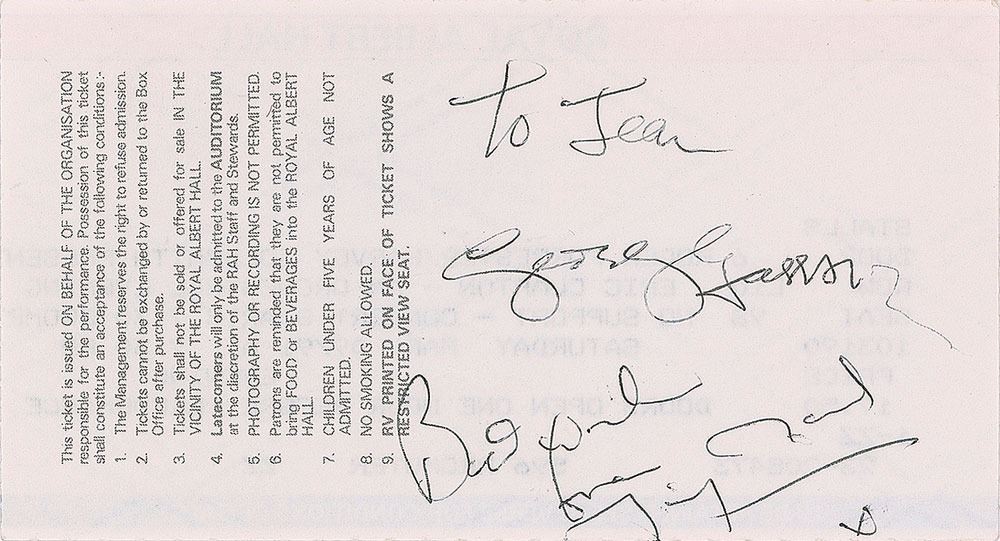 This ticket is issued ON BEHALF OF THE ORGANISATION
responsible for the performance. Possession of this ticket
shall constitute an acceptance of the following conditions:-
1. The Management reserves the right to refuse admission.
2. Tickets cannot be exchanged by or returned to the Box
Office after purchase.
3. Tickets shall not be sold or offered for sale IN THE
VICINITY OF THE ROYAL ALBERT HALL.
4. Latecomers will only be admitted to the AUDITORIUM
at the discretion of the RAH Staff and Stewards.
5. PHOTOGRAPHY OR RECORDING IS NOT PERMITTED.
6. Patrons are reminded that they are not permitted to
bring FOOD or BEVERAGES into the ROYAL ALBERT
HALL.
7. CHILDREN UNDER FIVE YEARS OF AGE NOT
ADMITTED.
8. NO SMOKING ALLOWED.
9. RV PRINTED ON FACE OF TICKET SHOWS A
RESTRICTED VIEW SEAT.
To Jean
George Harrison
Best Wishes
from Jimmy Nail
x